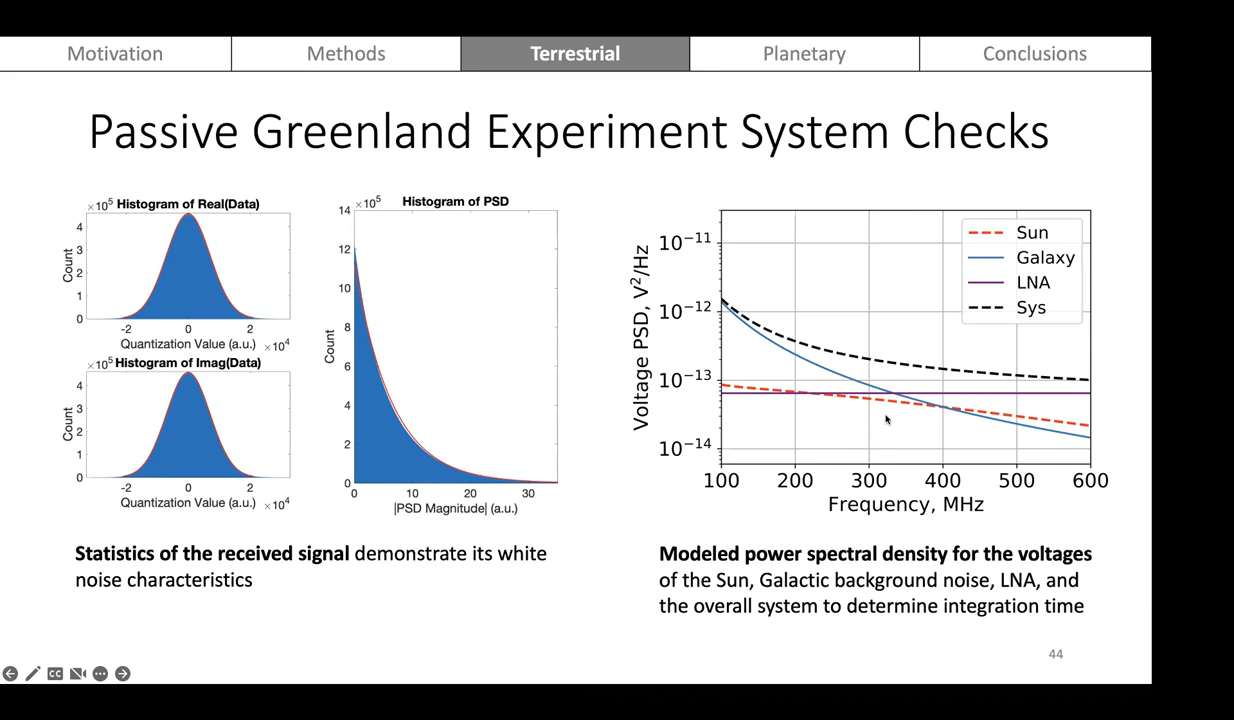 Motivation
Methods
Terrestrial
Planetary
Conclusions
Passive Greenland Experiment System Checks
×10⁵ Histogram of Real(Data)
4
3
2
1
0
Count
-2 0 2
Quantization Value (a.u.) ×10⁴
×10⁵ Histogram of Imag(Data)
4
3
2
1
0
Count
-2 0 2
Quantization Value (a.u.) ×10⁴
×10⁵ Histogram of PSD
14
12
10
8
6
4
2
0
Count
0 10 20 30
|PSD Magnitude| (a.u.)
Voltage PSD, V²/Hz
10⁻¹¹
10⁻¹²
10⁻¹³
10⁻¹⁴
Sun
Galaxy
LNA
Sys
100 200 300 400 500 600
Frequency, MHz
Statistics of the received signal demonstrate its white
noise characteristics
Modeled power spectral density for the voltages
of the Sun, Galactic background noise, LNA, and
the overall system to determine integration time
44
CC